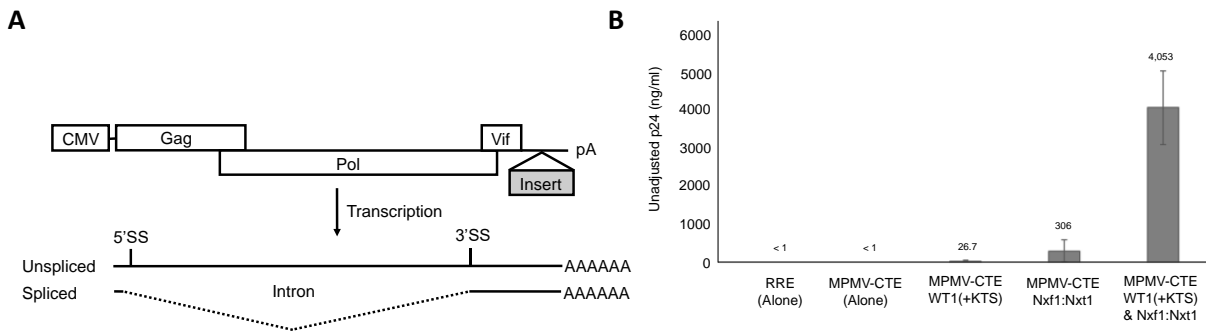 A
CMV
Gag
Vif
pA
Pol
Insert
Transcription
5'SS
3'SS
Unspliced
AAAAAA
Spliced
Intron
AAAAAA
B
Unadjusted p24 (ng/ml)
6000
5000
4000
3000
2000
1000
0
< 1
< 1
26.7
306
4,053
RRE
(Alone)
MPMV-CTE
(Alone)
MPMV-CTE
WT1(+KTS)
MPMV-CTE
Nxf1:Nxt1
MPMV-CTE
WT1(+KTS)
& Nxf1:Nxt1